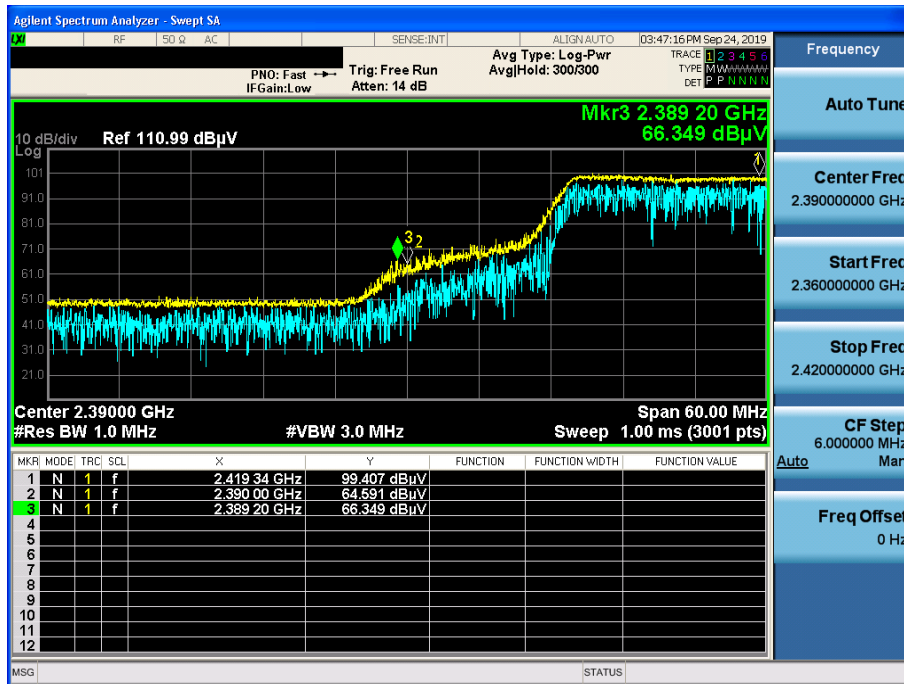 Agilent Spectrum Analyzer - Swept SA
LXI RF 50 Ω AC SENSE:INT ALIGN AUTO 03:47:16 PM Sep 24, 2019
PNO: Fast Trig: Free Run Avg Type: Log-Pwr TRACE 1 2 3 4 5 6
IFGain:Low Atten: 14 dB Avg|Hold: 300/300 TYPE M W W W W W
DET P P N N N N
Mkr3 2.389 20 GHz
66.349 dBµV
10 dB/div Ref 110.99 dBµV
Log
101
91.0
81.0
71.0
61.0
51.0
41.0
31.0
21.0
1
3 2
Center 2.39000 GHz Span 60.00 MHz
#Res BW 1.0 MHz #VBW 3.0 MHz Sweep 1.00 ms (3001 pts)
MKR MODE TRC SCL X Y FUNCTION FUNCTION WIDTH FUNCTION VALUE
1 N 1 f 2.419 34 GHz 99.407 dBµV
2 N 1 f 2.390 00 GHz 64.591 dBµV
3 N 1 f 2.389 20 GHz 66.349 dBµV
4
5
6
7
8
9
10
11
12
MSG STATUS
Frequency
Auto Tune
Center Freq
2.390000000 GHz
Start Freq
2.360000000 GHz
Stop Freq
2.420000000 GHz
CF Step
6.000000 MHz
Auto Man
Freq Offset
0 Hz